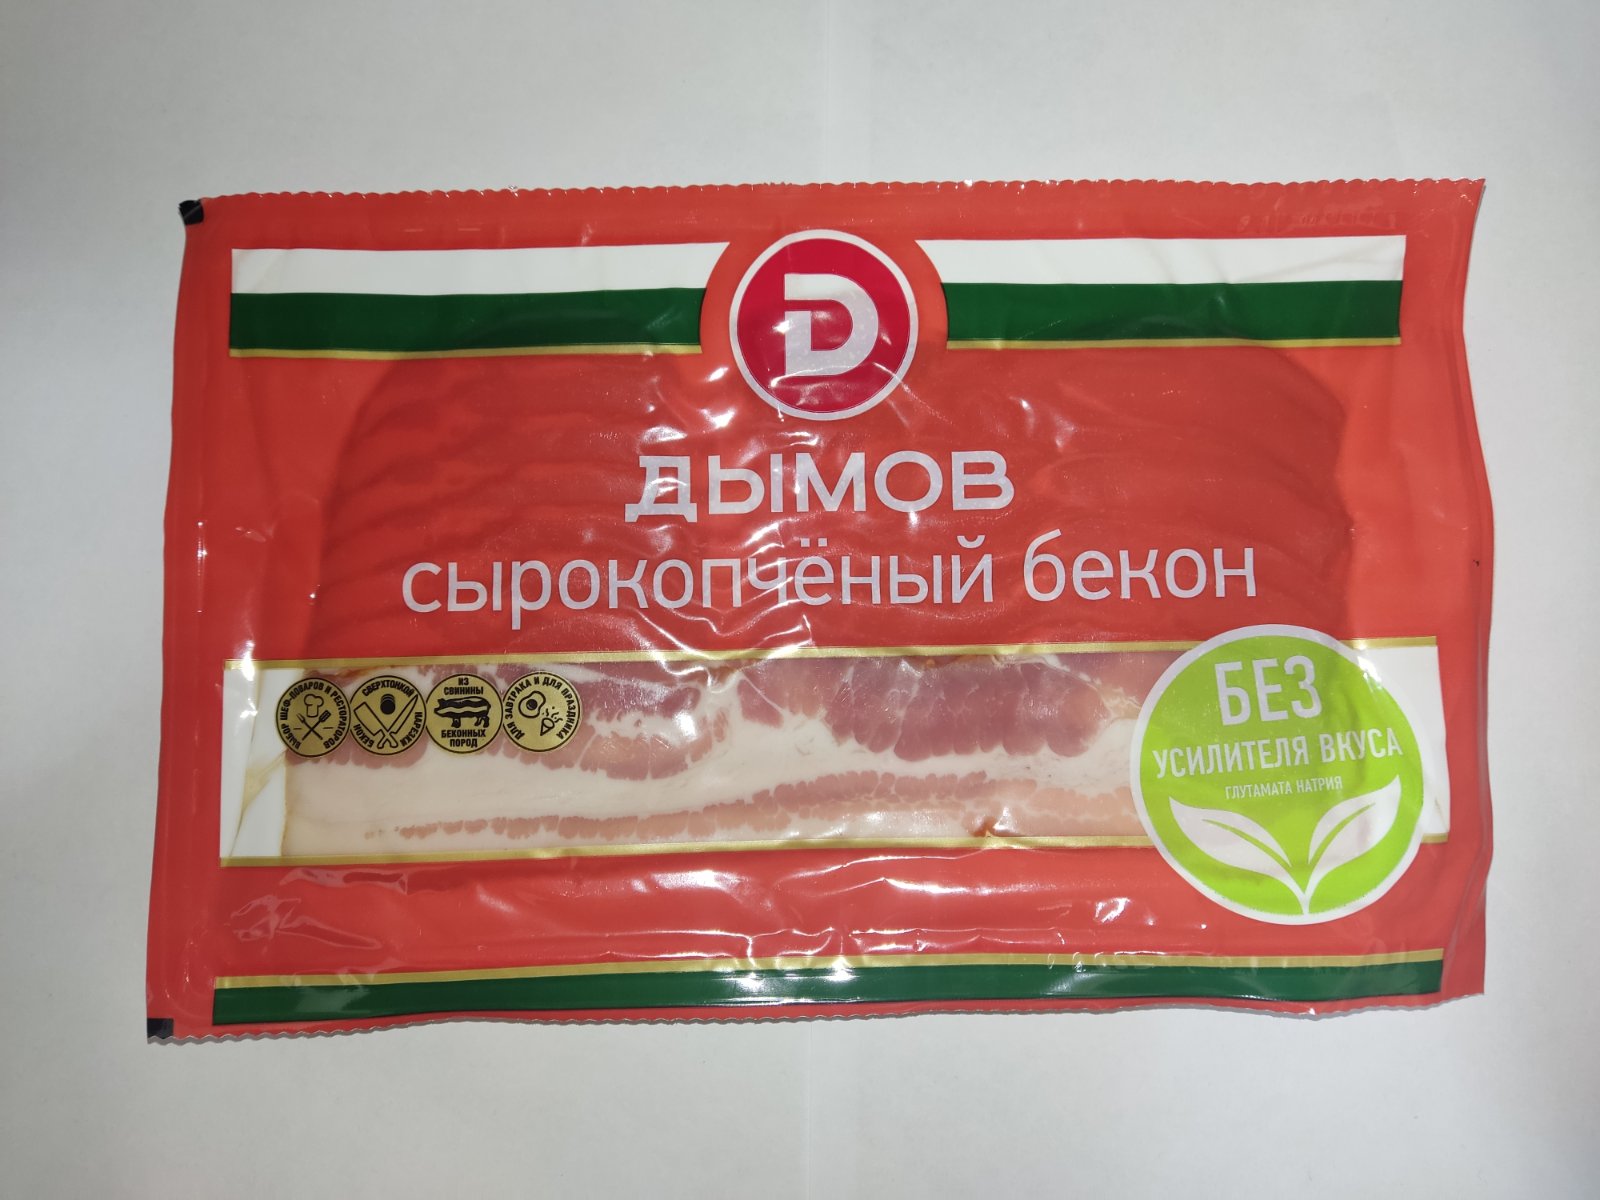 D
ДЫМОВ
сырокопчёный бекон
ВЫБОР ШЕФ-ПОВАРОВ И РЕСТОРАТОРОВ
СВЕРХТОНКОЙ
НАРЕЗКИ
БЕКОН
ИЗ
СВИНИНЫ
БЕКОННЫХ
ПОРОД
ДЛЯ ЗАВТРАКА И ДЛЯ ПРАЗДНИКА
БЕЗ
УСИЛИТЕЛЯ ВКУСА
ГЛУТАМАТА НАТРИЯ